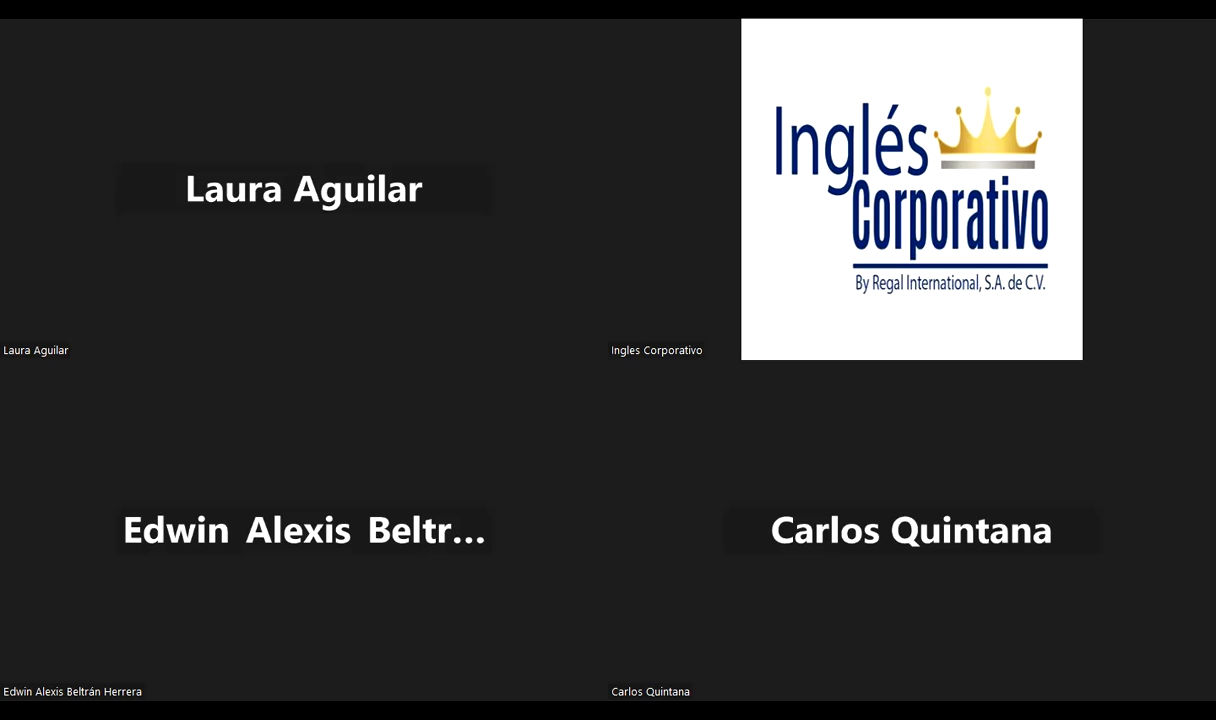 Laura Aguilar
Laura Aguilar
Inglés
Corporativo
By Regal International, S.A. de C.V.
Ingles Corporativo
Edwin Alexis Beltr...
Edwin Alexis Beltrán Herrera
Carlos Quintana
Carlos Quintana